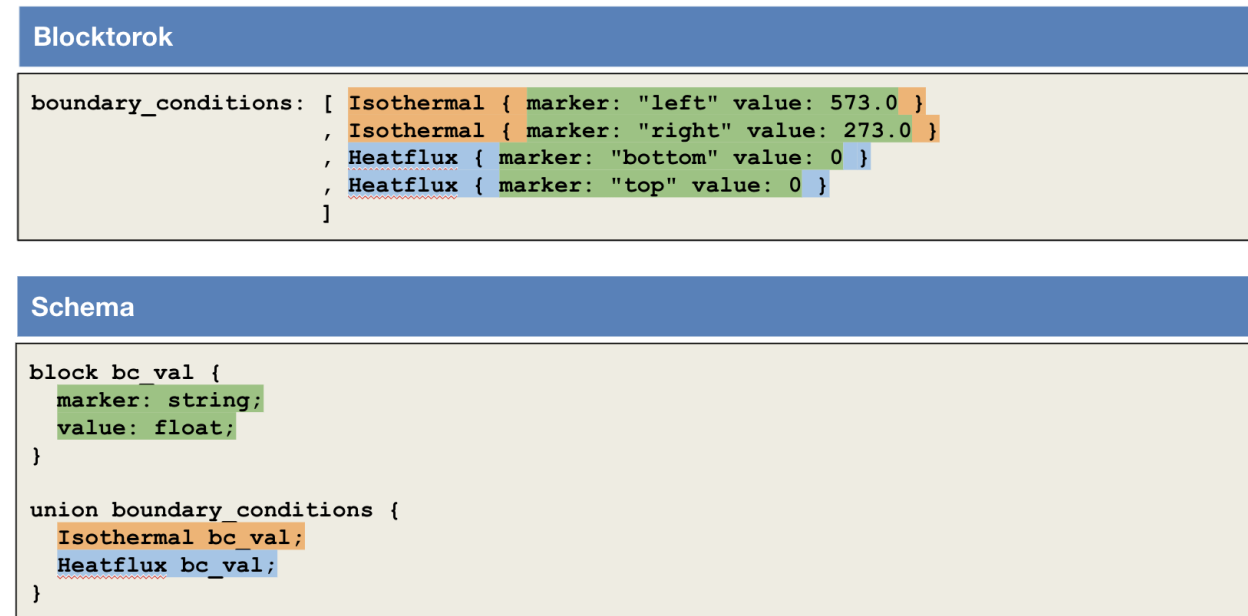 Blocktorok
boundary_conditions: [ Isothermal { marker: "left" value: 573.0 }
, Isothermal { marker: "right" value: 273.0 }
, Heatflux { marker: "bottom" value: 0 }
, Heatflux { marker: "top" value: 0 }
]
Schema
block bc_val {
marker: string;
value: float;
}
union boundary_conditions {
Isothermal bc_val;
Heatflux bc_val;
}